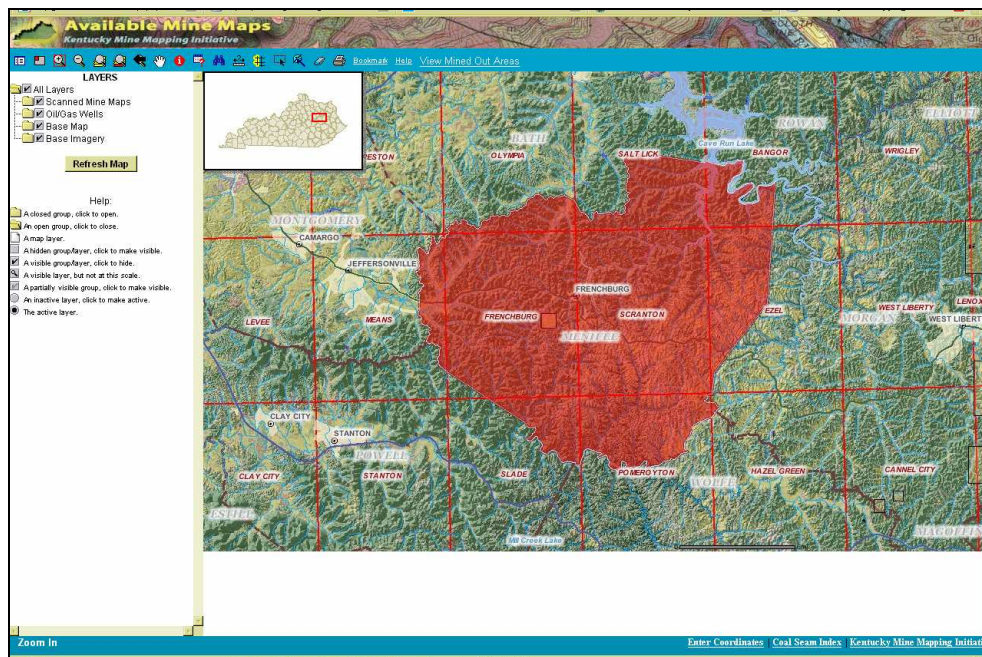 Available Mine Maps
Kentucky Mine Mapping Initiative
Bookmark Help View Mined Out Areas
LAYERS
All Layers
Scanned Mine Maps
Oil/Gas Wells
Base Map
Base Imagery
Refresh Map
Help:
A closed group, click to open.
An open group, click to close.
A map layer.
A hidden group/layer, click to make visible.
A visible group/layer, click to hide.
A visible layer, but not at this scale.
A partially visible group, click to make visible.
An inactive layer, click to make active.
The active layer.
ROWAN
ELLIOTT
BATH
Cave Run Lake
RESTON
OLYMPIA
SALT LICK
BANGOR
WRIGLEY
MONTGOMERY
CAMARGO
JEFFERSONVILLE
FRENCHBURG
LEVEE
MEANS
FRENCHBURG
SCRANTON
EZEL
WEST LIBERTY
LENOX
MORGAN
WEST LIBERT
MENIFEE
CLAY CITY
STANTON
POWELL
CLAY CITY
STANTON
SLADE
POMEROYTON
WOLFE
HAZEL GREEN
CANNEL CITY
ESTILL
Mill Creek Lake
MAGOFFIN
Zoom In
Enter Coordinates | Coal Seam Index | Kentucky Mine Mapping Initiati